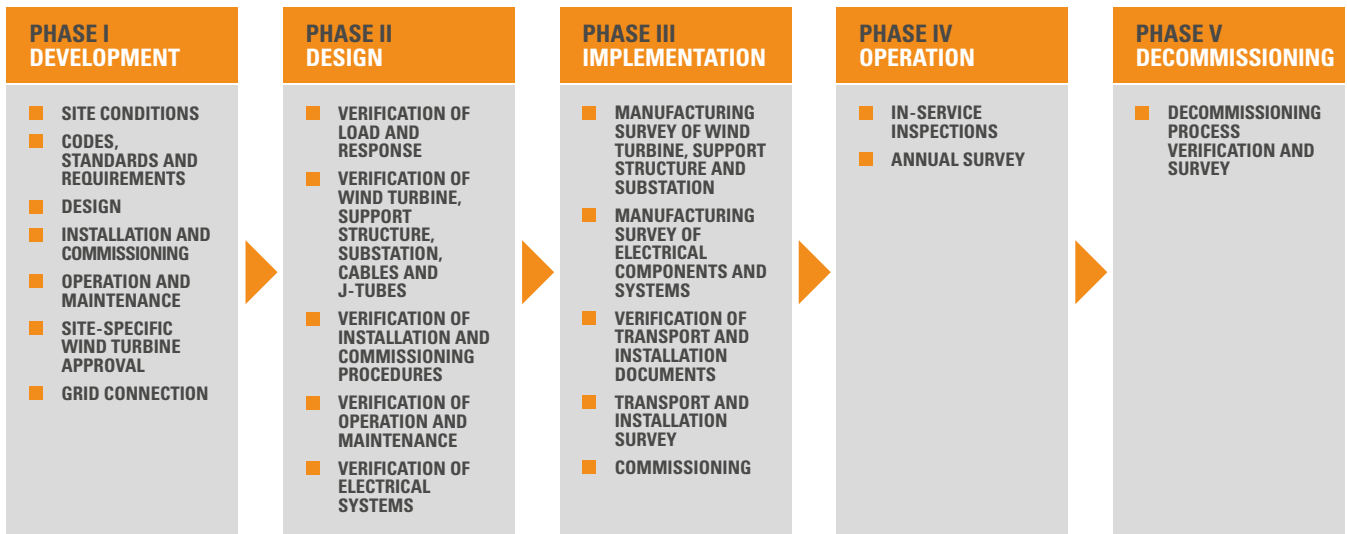 PHASE I
DEVELOPMENT
SITE CONDITIONS
CODES,
STANDARDS AND
REQUIREMENTS
DESIGN
INSTALLATION AND
COMMISSIONING
OPERATION AND
MAINTENANCE
SITE-SPECIFIC
WIND TURBINE
APPROVAL
GRID CONNECTION
PHASE II
DESIGN
VERIFICATION OF
LOAD AND
RESPONSE
VERIFICATION OF
WIND TURBINE,
SUPPORT
STRUCTURE,
SUBSTATION,
CABLES AND
J-TUBES
VERIFICATION OF
INSTALLATION AND
COMMISSIONING
PROCEDURES
VERIFICATION OF
OPERATION AND
MAINTENANCE
VERIFICATION OF
ELECTRICAL
SYSTEMS
PHASE III
IMPLEMENTATION
MANUFACTURING
SURVEY OF WIND
TURBINE, SUPPORT
STRUCTURE AND
SUBSTATION
MANUFACTURING
SURVEY OF
ELECTRICAL
COMPONENTS AND
SYSTEMS
VERIFICATION OF
TRANSPORT AND
INSTALLATION
DOCUMENTS
TRANSPORT AND
INSTALLATION
SURVEY
COMMISSIONING
PHASE IV
OPERATION
IN-SERVICE
INSPECTIONS
ANNUAL SURVEY
PHASE V
DECOMMISSIONING
DECOMMISSIONING
PROCESS
VERIFICATION AND
SURVEY